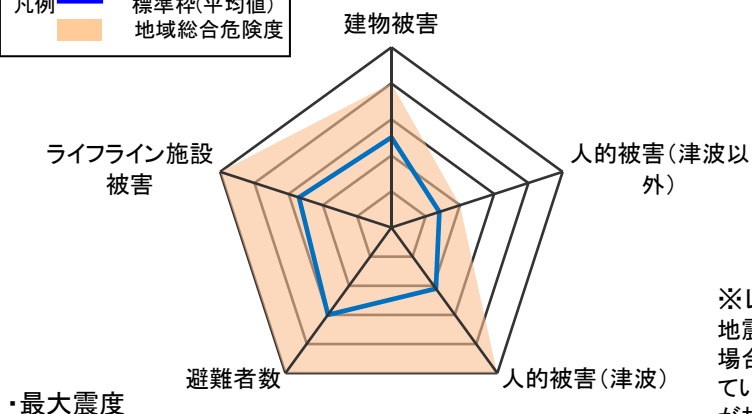 凡例 標準枠(平均値)
地域総合危険度
建物被害
ライフライン施設
被害
人的被害(津波以
外)
避難者数
人的被害(津波)
・最大震度
地震
場合
てい